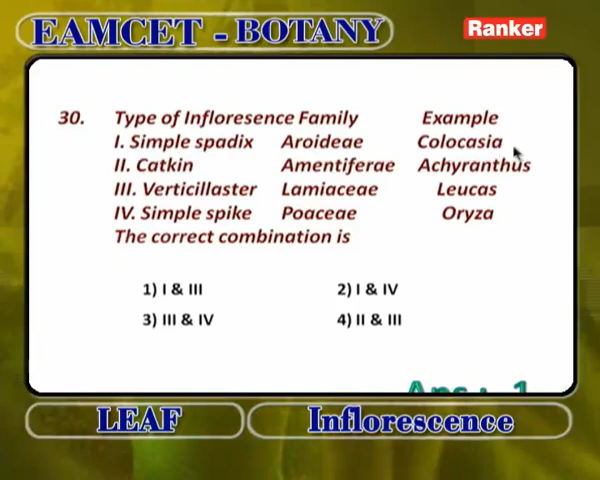 EAMCET - BOTANY
Ranker
30. Type of Infloresence Family Example
I. Simple spadix Aroideae Colocasia
II. Catkin Amentiferae Achyranthus
III. Verticillaster Lamiaceae Leucas
IV. Simple spike Poaceae Oryza
The correct combination is
1) I & III 2) I & IV
3) III & IV 4) II & III
Ans : 1
LEAF Inflorescence